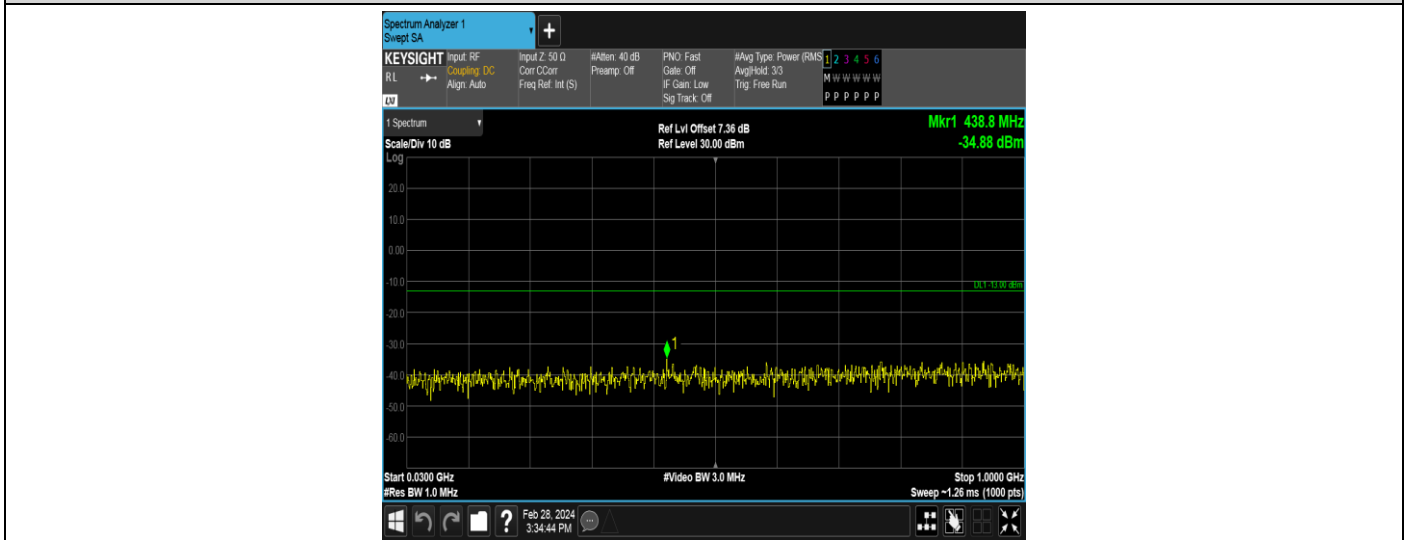 Spectrum Analyzer 1
Swept SA
+
KEYSIGHT
RL
LXI
Input: RF
Coupling: DC
Align: Auto
Input Z: 50 Ω
Corr CCorr
Freq Ref: Int (S)
#Atten: 40 dB
Preamp: Off
PNO: Fast
Gate: Off
IF Gain: Low
Sig Track: Off
#Avg Type: Power (RMS
Avg|Hold: 3/3
Trig: Free Run
1 2 3 4 5 6
M W W W W W
P P P P P P
1 Spectrum
Scale/Div 10 dB
Log
Ref Lvl Offset 7.36 dB
Ref Level 30.00 dBm
Mkr1 438.8 MHz
-34.88 dBm
20.0
10.0
0.00
-10.0
DL1 -13.00 dBm
-20.0
-30.0
1
-40.0
-50.0
-60.0
Start 0.0300 GHz
#Res BW 1.0 MHz
#Video BW 3.0 MHz
Stop 1.0000 GHz
Sweep ~1.26 ms (1000 pts)
?
Feb 28, 2024
3:34:44 PM